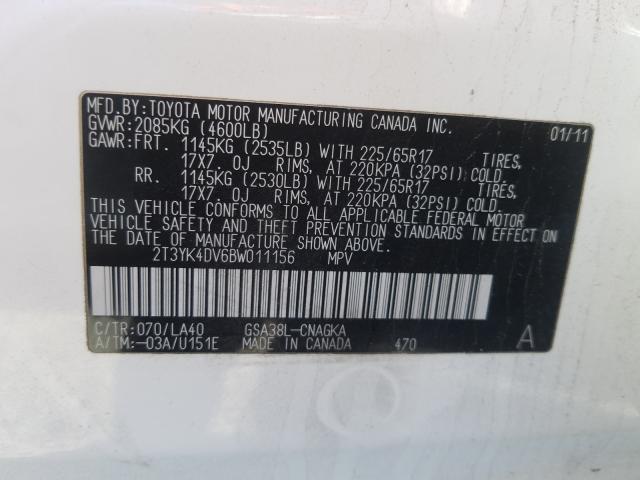 MFD.BY:TOYOTA MOTOR MANUFACTURING CANADA INC. 01/11
GVWR:2085KG (4600LB)
GAWR:FRT. 1145KG (2535LB) WITH 225/65R17 TIRES,
17X7. 0J RIMS, AT 220KPA (32PSI) COLD.
RR. 1145KG (2530LB) WITH 225/65R17 TIRES,
17X7. 0J RIMS, AT 220KPA (32PSI) COLD.
THIS VEHICLE CONFORMS TO ALL APPLICABLE FEDERAL MOTOR
VEHICLE SAFETY AND THEFT PREVENTION STANDARDS IN EFFECT ON
THE DATE OF MANUFACTURE SHOWN ABOVE.
2T3YK4DV6BW011156 MPV
C/TR:070/LA40 GSA38L-CNAGKA
A/TM:-03A/U151E MADE IN CANADA 470 A